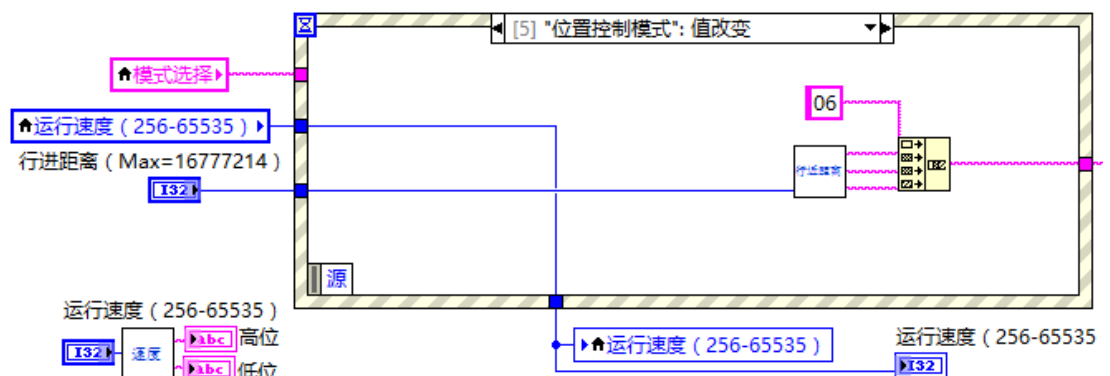 [5] "位置控制模式": 值改变
模式选择
运行速度（256-65535）
行进距离（Max=16777214）
I32
06
行近距离
源
运行速度（256-65535）
I32
速度
abc
高位
abc
低位
运行速度（256-65535）
运行速度（256-65535
I32